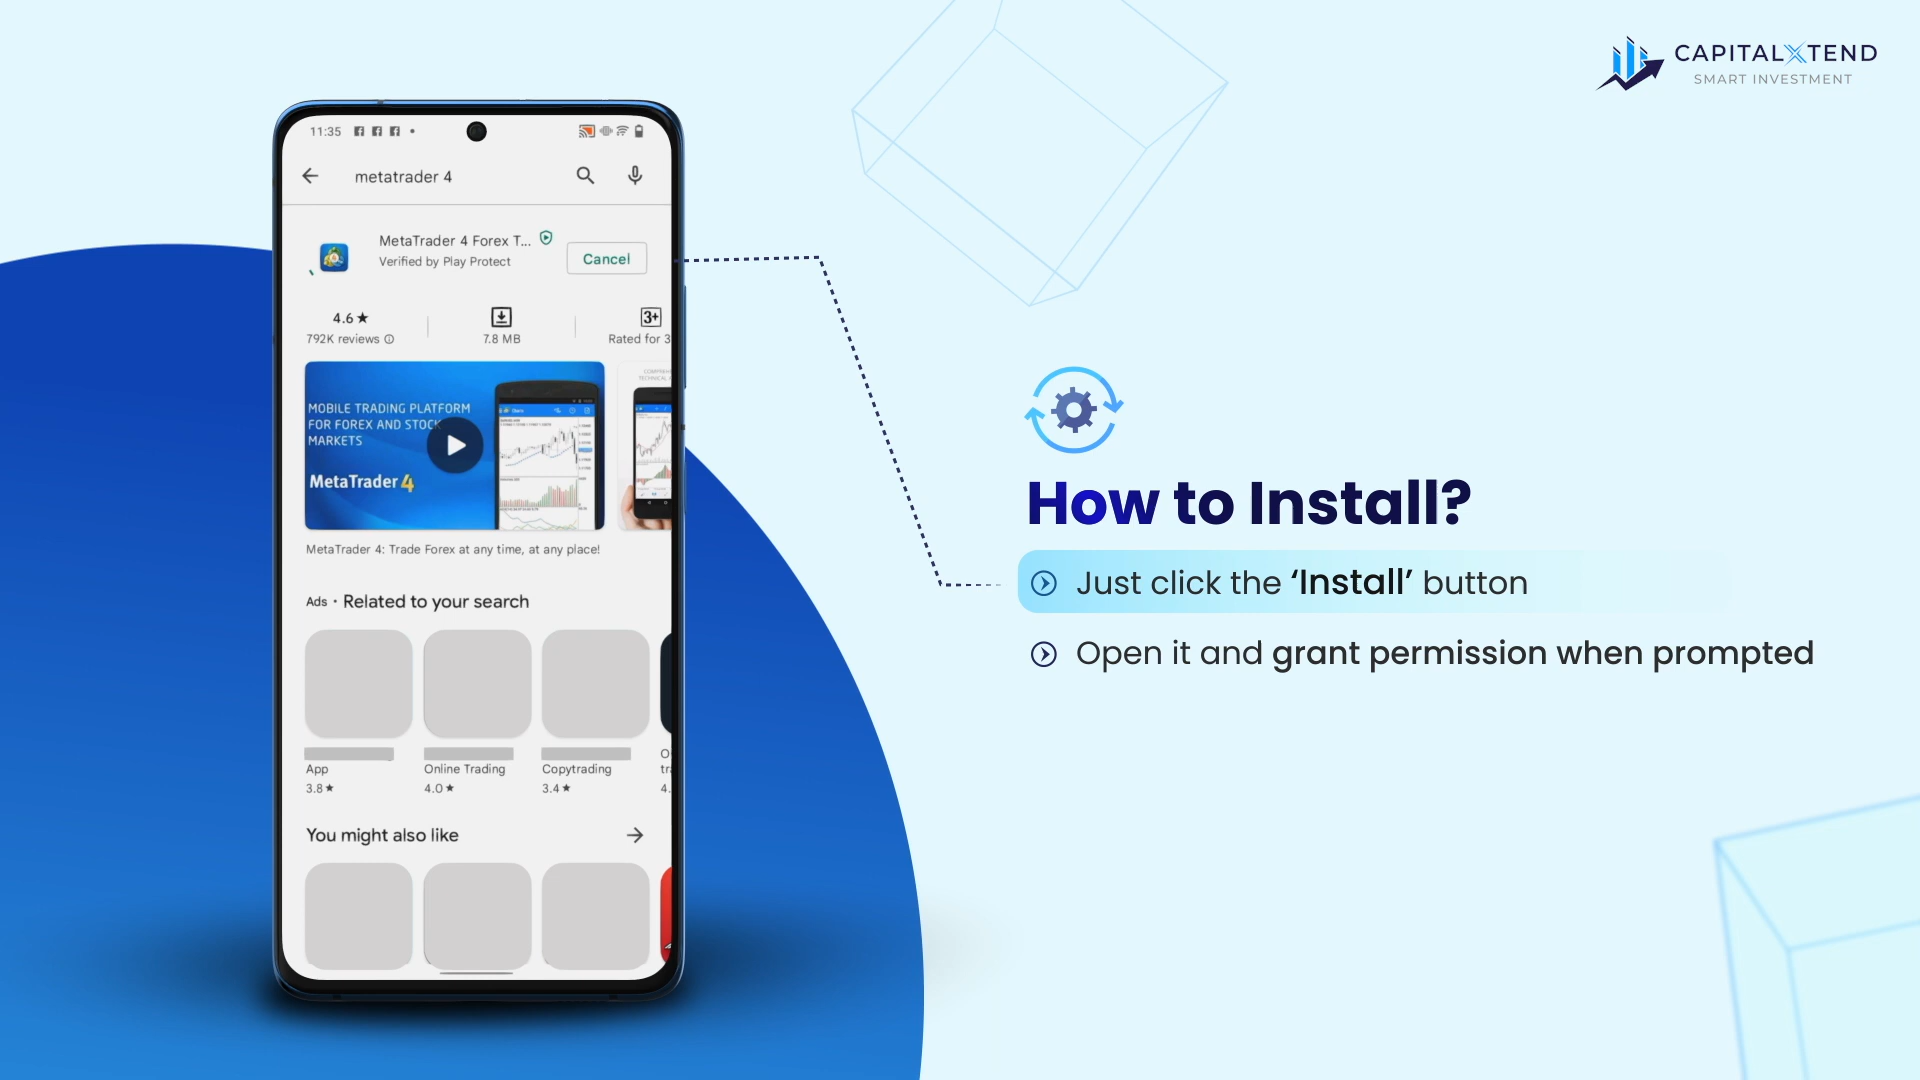 CAPITALXTEND
SMART INVESTMENT
11:35
metatrader 4
MetaTrader 4 Forex T...
Verified by Play Protect
Cancel
4.6★
792K reviews
7.8 MB
3+
Rated for 3
MOBILE TRADING PLATFORM
FOR FOREX AND STOCK
MARKETS
MetaTrader 4
MetaTrader 4: Trade Forex at any time, at any place!
Ads · Related to your search
App
3.8★
Online Trading
4.0★
Copytrading
3.4★
You might also like
How to Install?
Just click the ‘Install’ button
Open it and grant permission when prompted